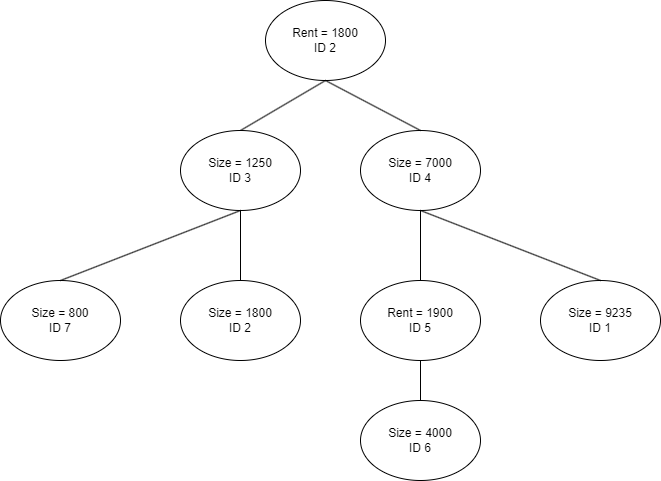 Rent = 1800
ID 2
Size = 1250
ID 3
Size = 7000
ID 4
Size = 800
ID 7
Size = 1800
ID 2
Rent = 1900
ID 5
Size = 9235
ID 1
Size = 4000
ID 6